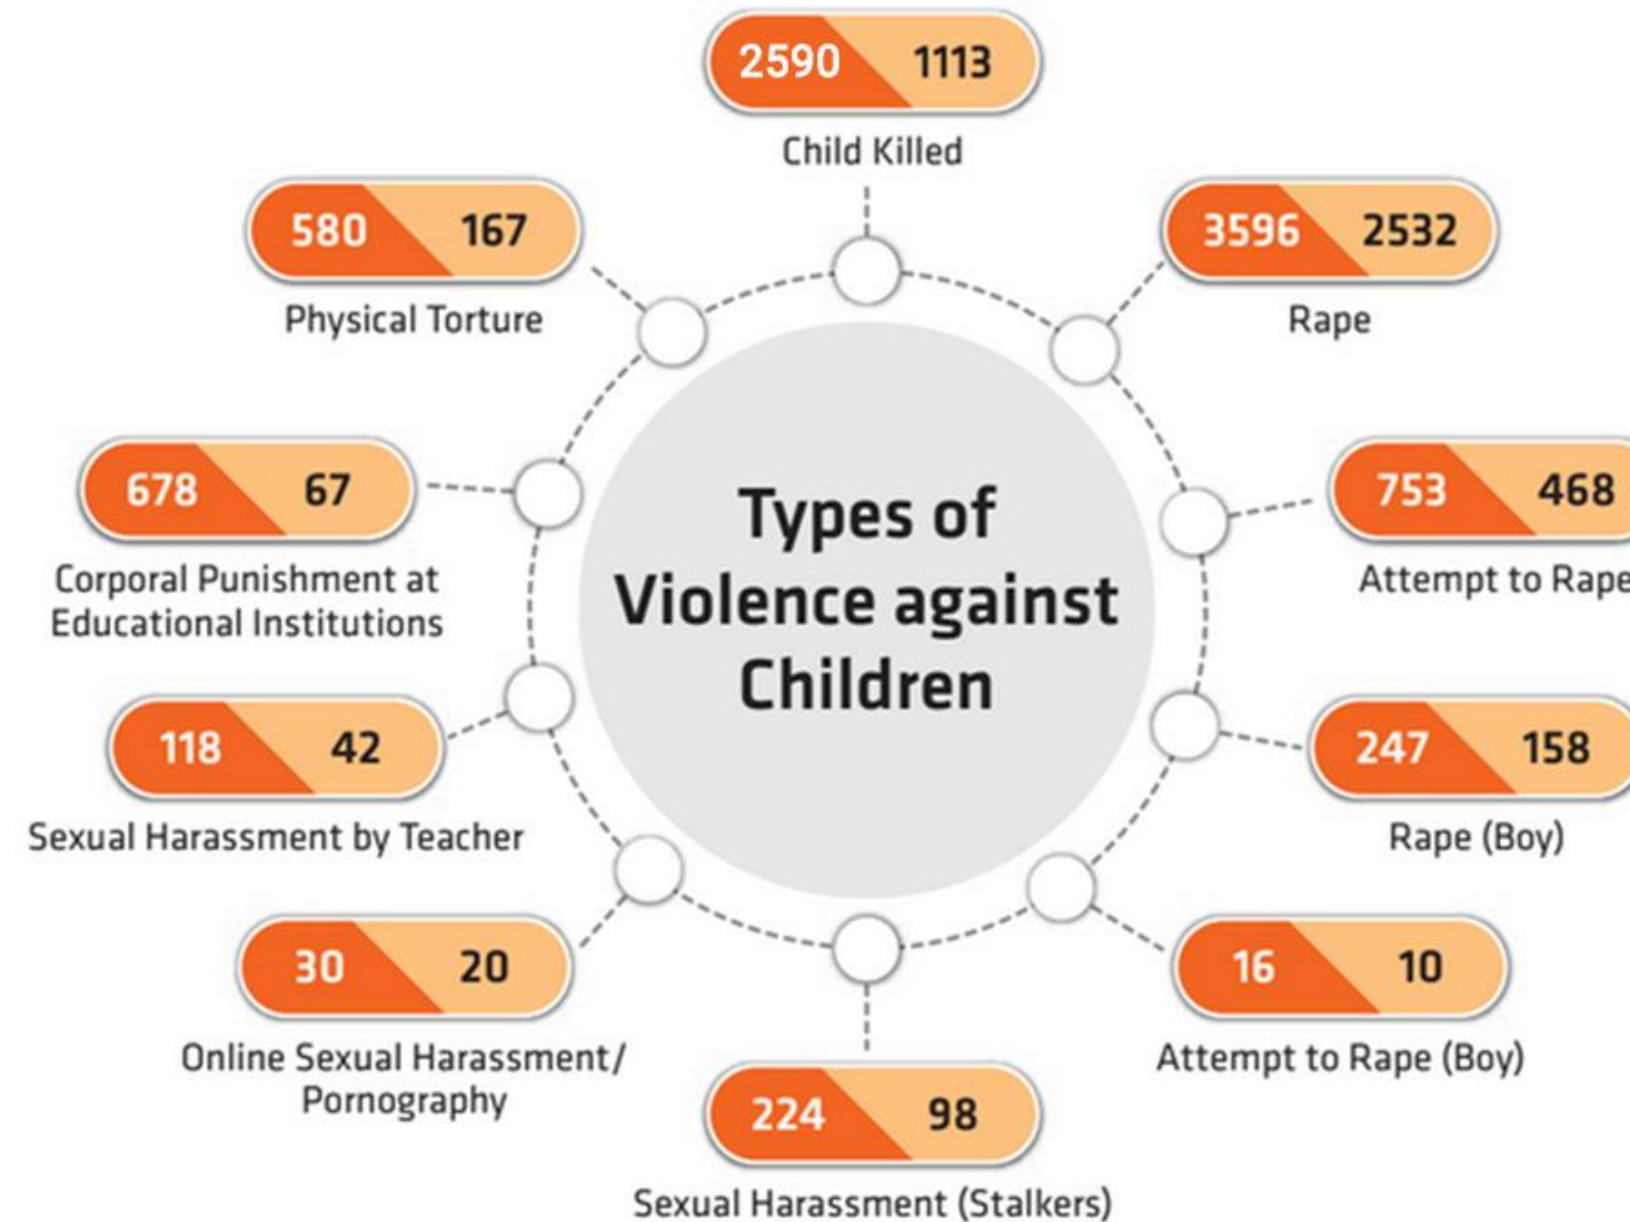 2590 1113
Child Killed
580 167
Physical Torture
3596 2532
Rape
678 67
Corporal Punishment at
Educational Institutions
753 468
Attempt to Rape
Types of
Violence against
Children
118 42
Sexual Harassment by Teacher
247 158
Rape (Boy)
30 20
Online Sexual Harassment/
Pornography
16 10
Attempt to Rape (Boy)
224 98
Sexual Harassment (Stalkers)